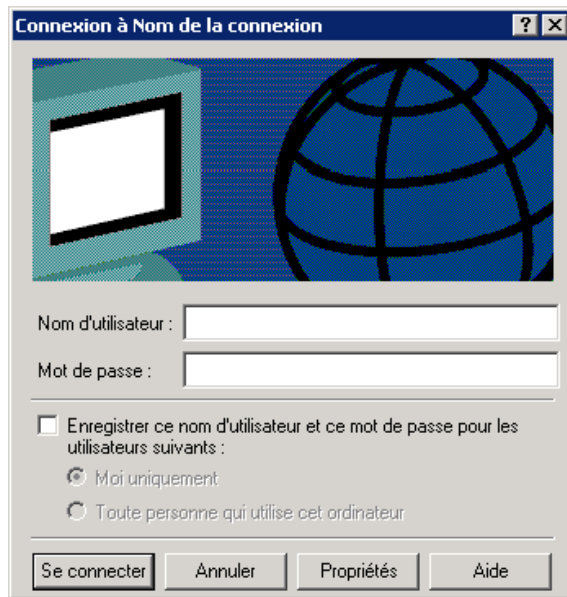 Connexion à Nom de la connexion
Nom d'utilisateur :
Mot de passe :
Enregistrer ce nom d'utilisateur et ce mot de passe pour les
utilisateurs suivants :
Moi uniquement
Toute personne qui utilise cet ordinateur
Se connecter Annuler Propriétés Aide